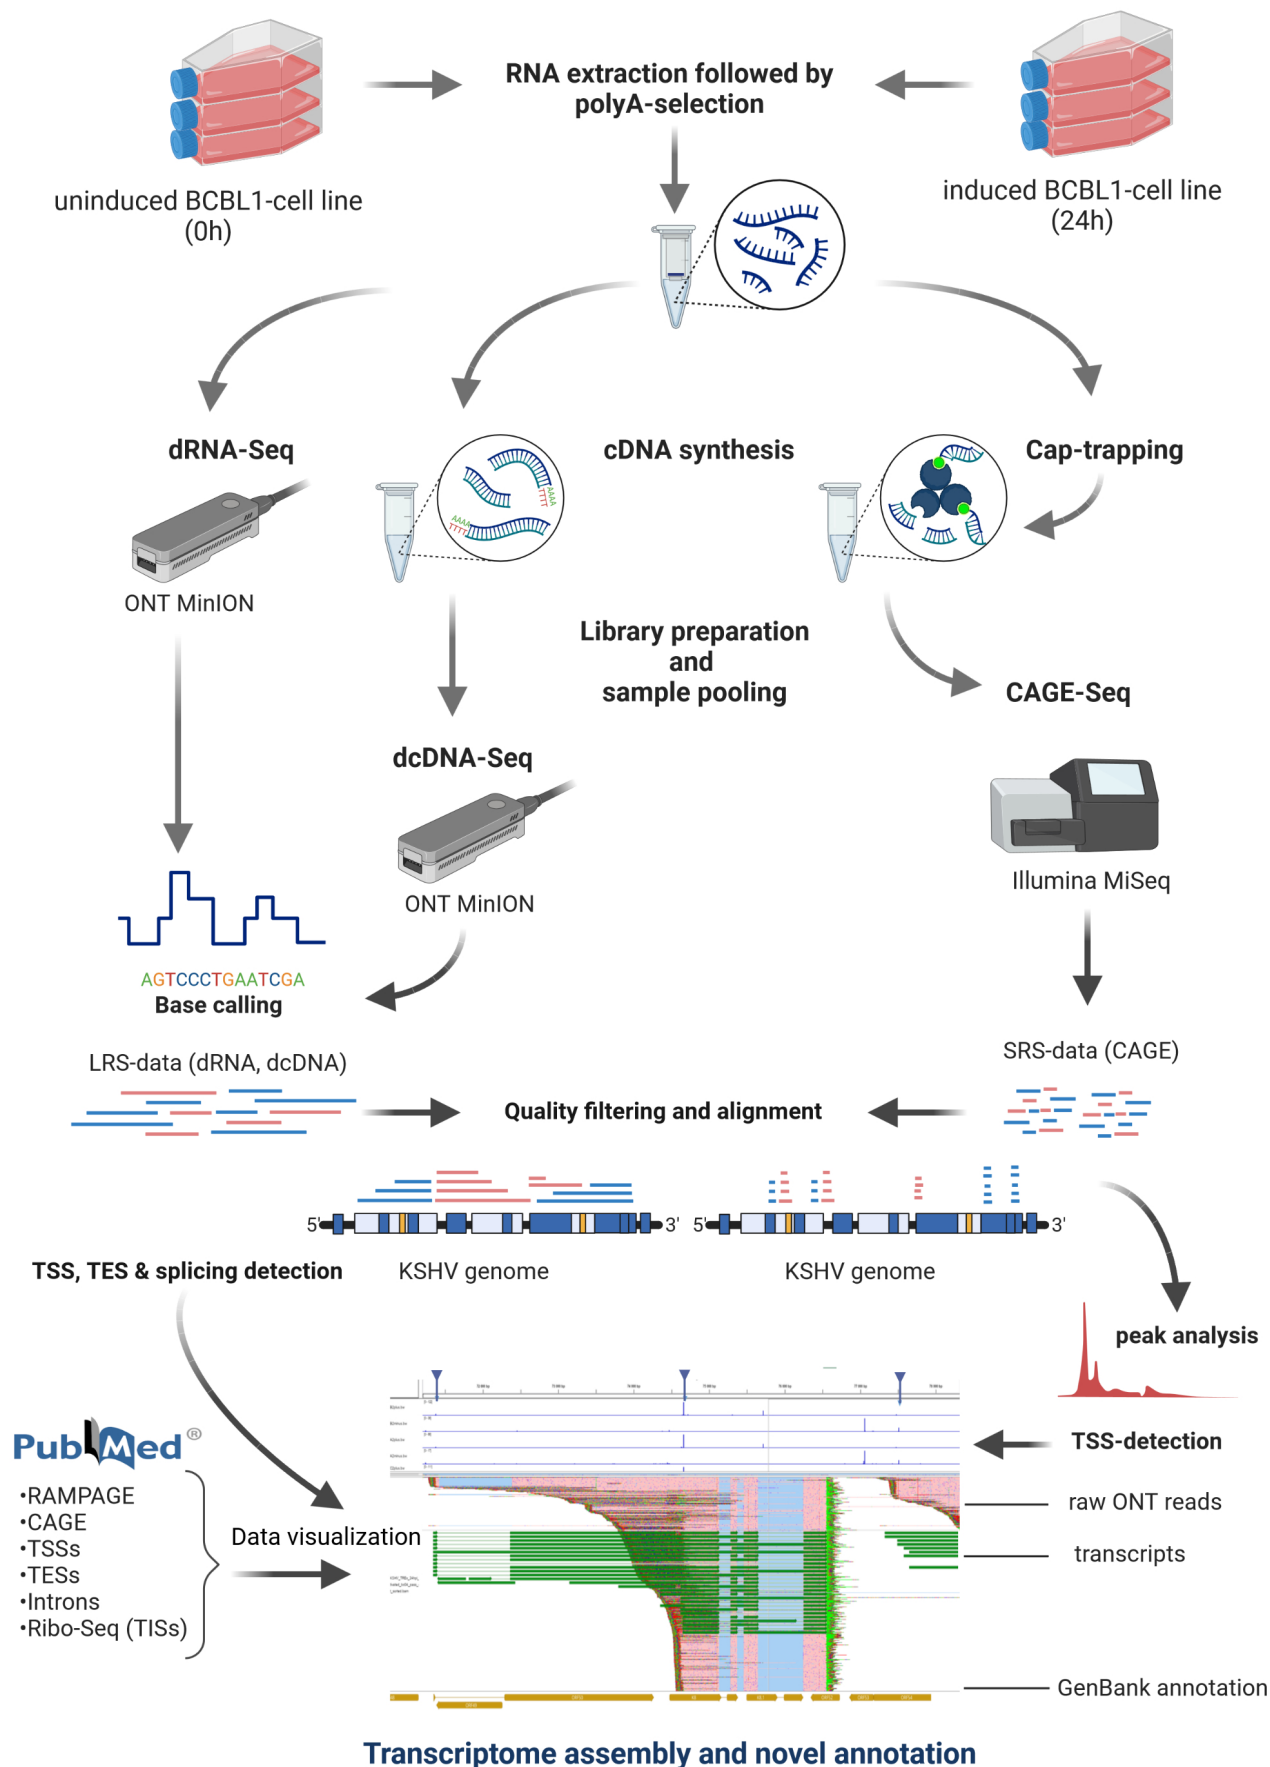 RNA extraction followed by
polyA-selection
uninduced BCBL1-cell line
(0h)
induced BCBL1-cell line
(24h)
dRNA-Seq
cDNA synthesis
Cap-trapping
AAAA
TTTT
AAAA
TTTT
ONT MinION
Library preparation
and
sample pooling
CAGE-Seq
dcDNA-Seq
ONT MinION
Illumina MiSeq
AGTCCCTGAATCGA
Base calling
LRS-data (dRNA, dcDNA)
SRS-data (CAGE)
Quality filtering and alignment
5' 3'
5' 3'
KSHV genome
KSHV genome
TSS, TES & splicing detection
peak analysis
TSS-detection
PubMed ®
•RAMPAGE
•CAGE
•TSSs
•TESs
•Introns
•Ribo-Seq (TISs)
Data visualization
raw ONT reads
transcripts
GenBank annotation
Transcriptome assembly and novel annotation